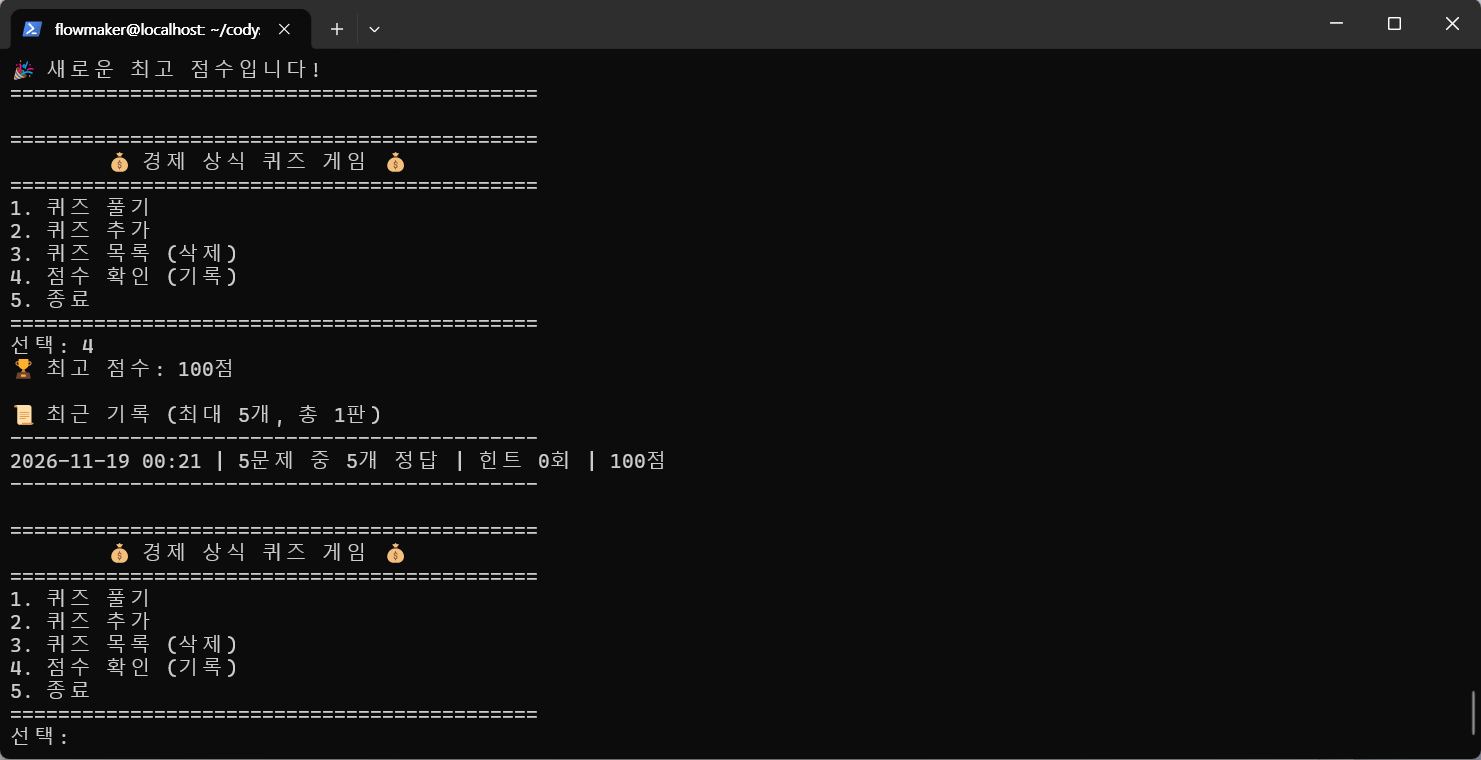 flowmaker@localhost: ~/cody
🎉 새로운 최고 점수입니다!
============================================
============================================
💰 경제 상식 퀴즈 게임 💰
============================================
1. 퀴즈 풀기
2. 퀴즈 추가
3. 퀴즈 목록 (삭제)
4. 점수 확인 (기록)
5. 종료
============================================
선택: 4
🏆 최고 점수: 100점
📜 최근 기록 (최대 5개, 총 1판)
--------------------------------------------
2026-11-19 00:21 | 5문제 중 5개 정답 | 힌트 0회 | 100점
--------------------------------------------
============================================
💰 경제 상식 퀴즈 게임 💰
============================================
1. 퀴즈 풀기
2. 퀴즈 추가
3. 퀴즈 목록 (삭제)
4. 점수 확인 (기록)
5. 종료
============================================
선택: